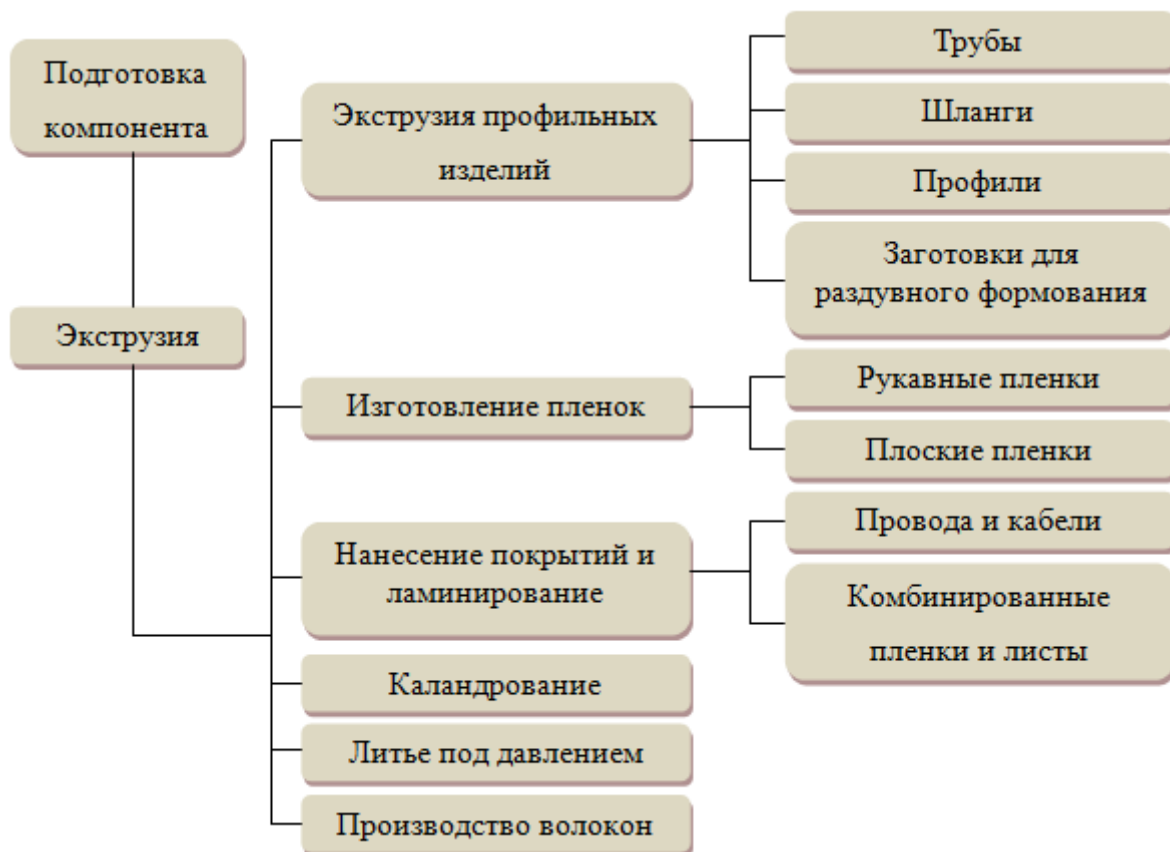 Подготовка
компонента
Экструзия
Экструзия профильных
изделий
Трубы
Шланги
Профили
Заготовки для
раздувного формования
Изготовление пленок
Рукавные пленки
Плоские пленки
Нанесение покрытий и
ламинирование
Провода и кабели
Комбинированные
пленки и листы
Каландрование
Литье под давлением
Производство волокон